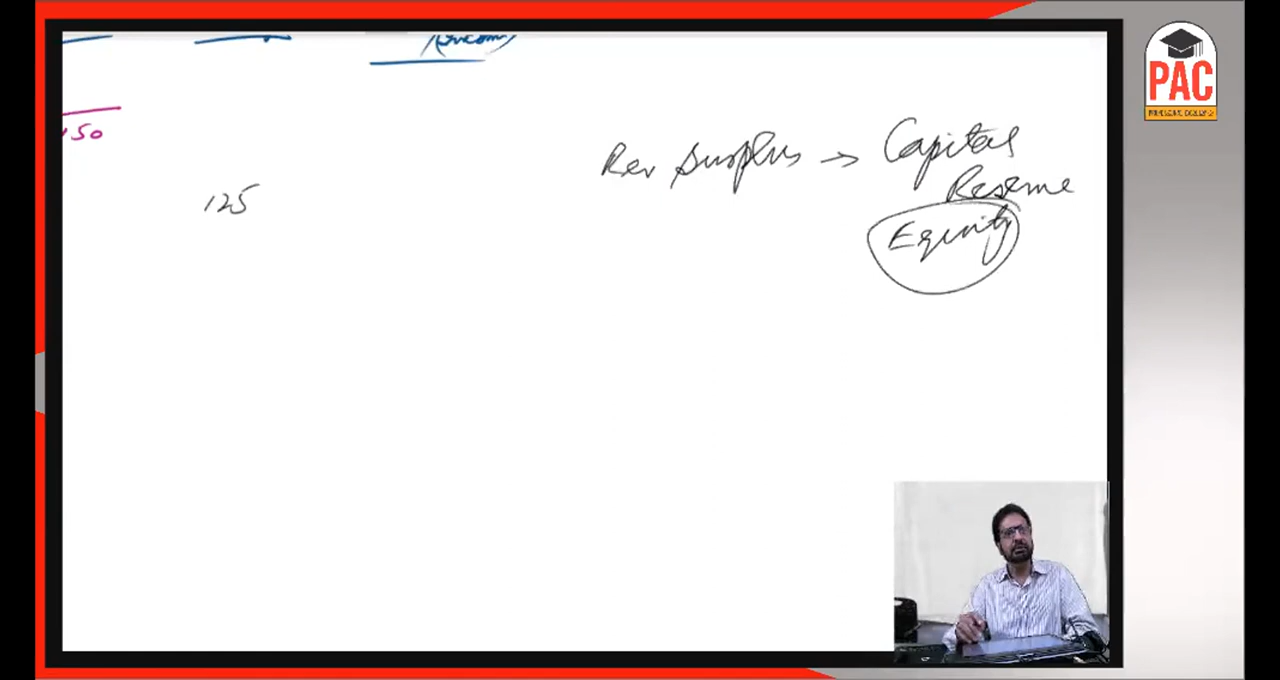 150
125
Rev Surplus → Capital
Reserve
Equity
PAC